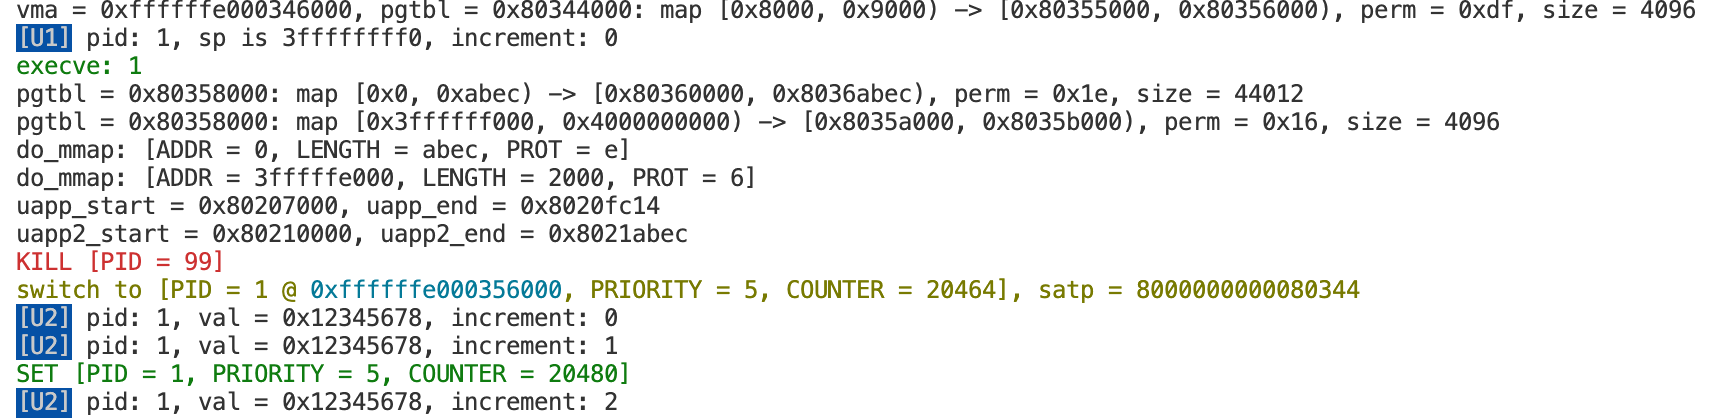 vma = 0xffffffe000346000, pgtbl = 0x80344000: map [0x8000, 0x9000) -> [0x80355000, 0x80356000), perm = 0xdf, size = 4096
[U1] pid: 1, sp is 3ffffffff0, increment: 0
execve: 1
pgtbl = 0x80358000: map [0x0, 0xabec) -> [0x80360000, 0x8036abec), perm = 0x1e, size = 44012
pgtbl = 0x80358000: map [0x3ffffff000, 0x4000000000) -> [0x8035a000, 0x8035b000), perm = 0x16, size = 4096
do_mmap: [ADDR = 0, LENGTH = abec, PROT = e]
do_mmap: [ADDR = 3fffffe000, LENGTH = 2000, PROT = 6]
uapp_start = 0x80207000, uapp_end = 0x8020fc14
uapp2_start = 0x80210000, uapp2_end = 0x8021abec
KILL [PID = 99]
switch to [PID = 1 @ 0xffffffe000356000, PRIORITY = 5, COUNTER = 20464], satp = 8000000000080344
[U2] pid: 1, val = 0x12345678, increment: 0
[U2] pid: 1, val = 0x12345678, increment: 1
SET [PID = 1, PRIORITY = 5, COUNTER = 20480]
[U2] pid: 1, val = 0x12345678, increment: 2